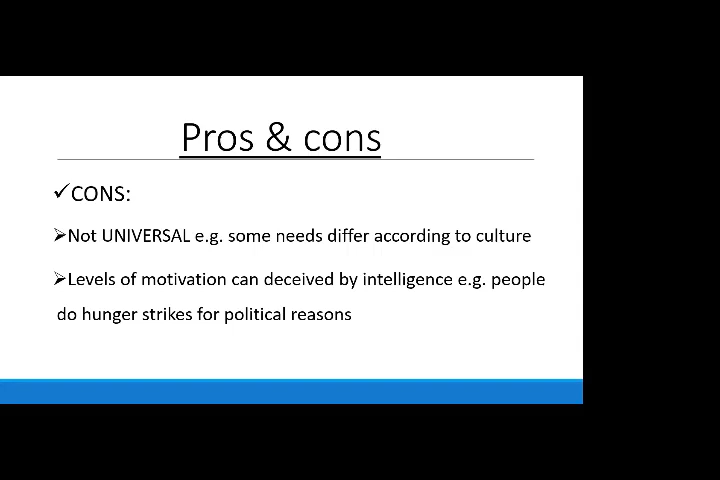 Pros & cons
✓CONS:
➢Not UNIVERSAL e.g. some needs differ according to culture
➢Levels of motivation can deceived by intelligence e.g. people
do hunger strikes for political reasons